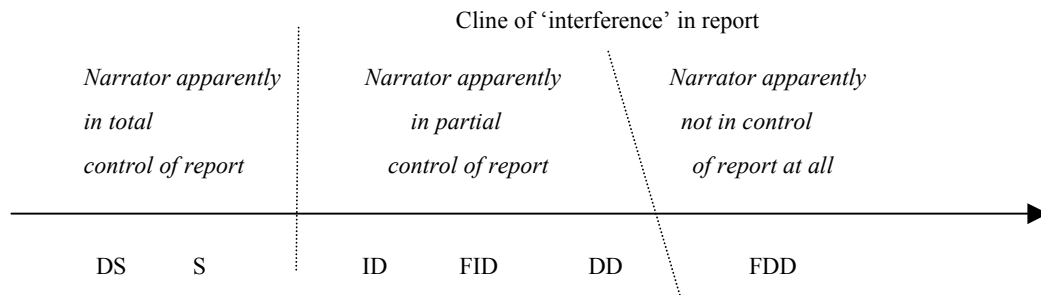 Cline of ‘interference’ in report
Narrator apparently Narrator apparently Narrator apparently
in total in partial not in control
control of report control of report of report at all
DS S ID FID DD FDD